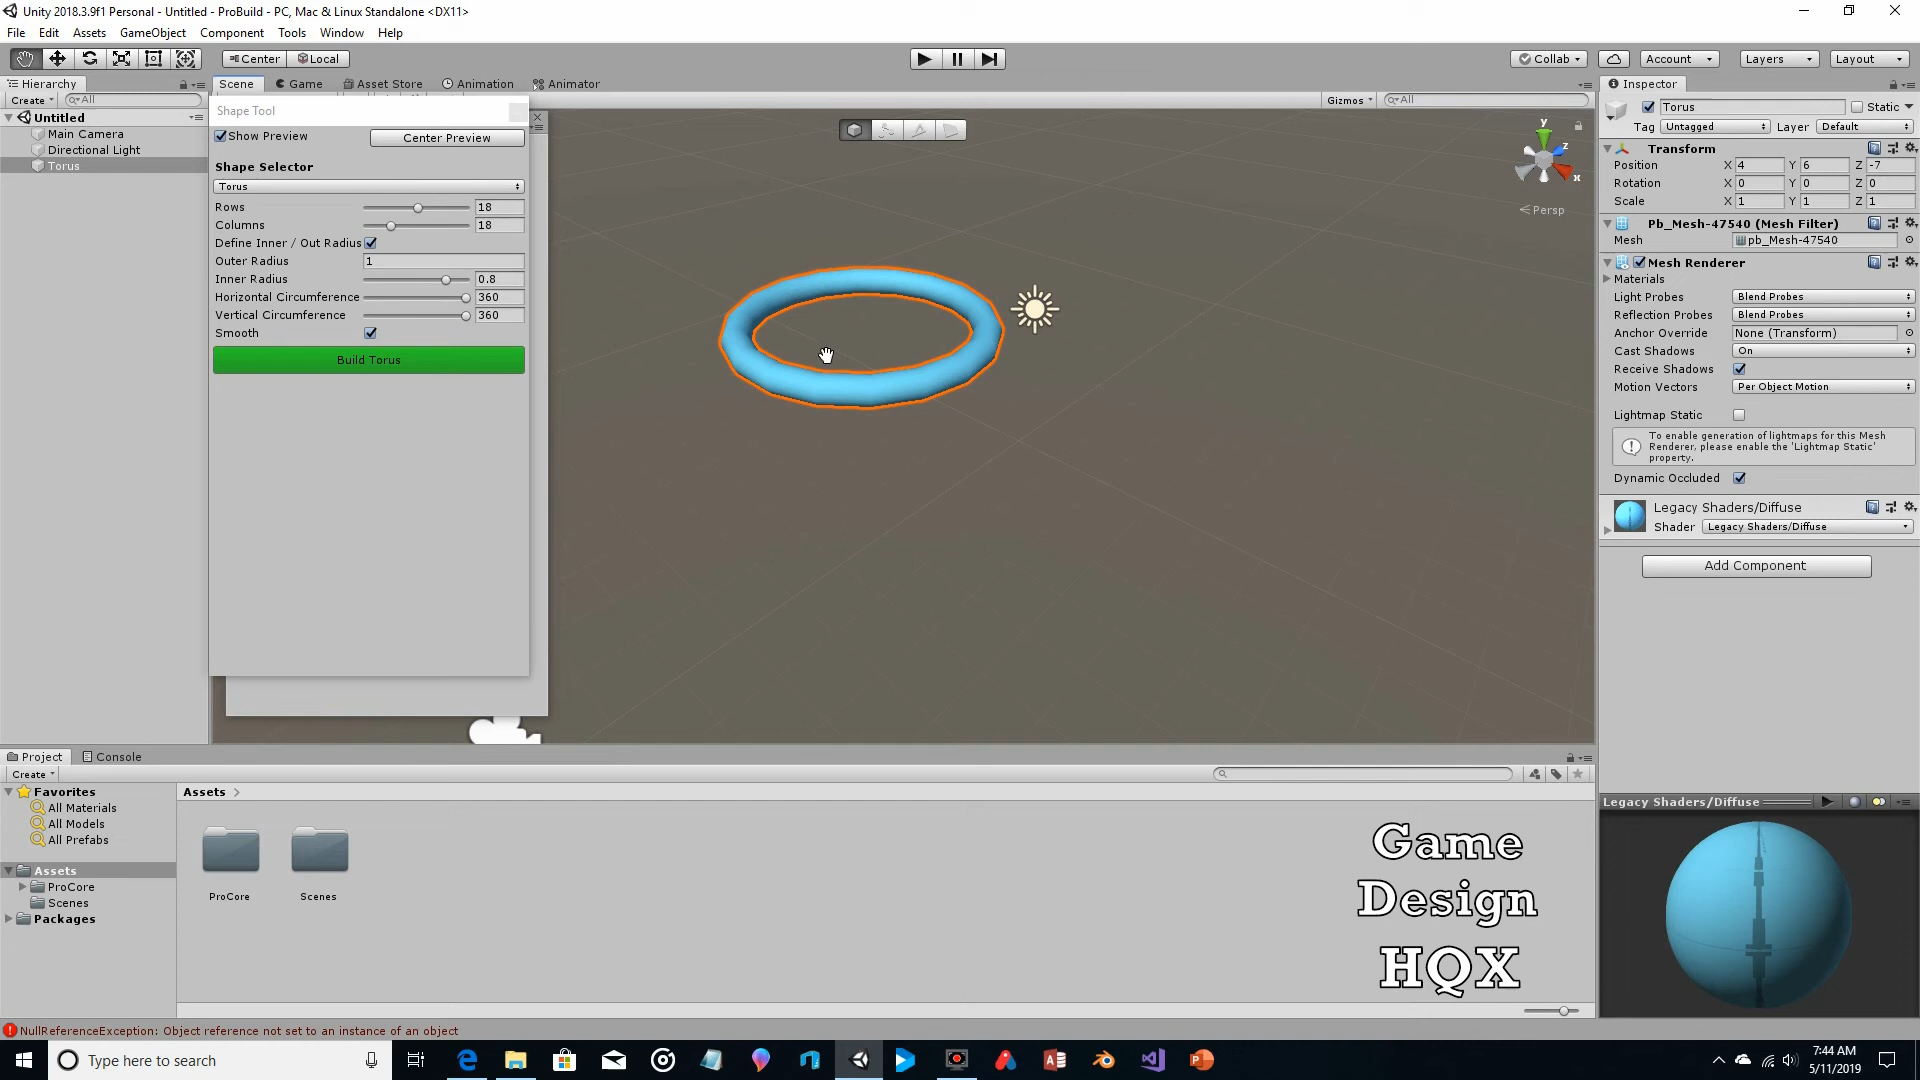 Unity 2018.3.9f1 Personal - Untitled - ProBuild - PC, Mac & Linux Standalone <DX11>
File Edit Assets GameObject Component Tools Window Help
Center Local
Collab Account Layers Layout
Hierarchy
Create All
Untitled
Main Camera
Directional Light
Torus
Scene Game Asset Store Animation Animator
Gizmos All
Shape Tool
Show Preview Center Preview
Shape Selector
Torus
Rows 18
Columns 18
Define Inner / Out Radius
Outer Radius 1
Inner Radius 0.8
Horizontal Circumference 360
Vertical Circumference 360
Smooth
Build Torus
y
z
x
Persp
Inspector
Torus Static
Tag Untagged Layer Default
Transform
Position X 4 Y 6 Z -7
Rotation X 0 Y 0 Z 0
Scale X 1 Y 1 Z 1
Pb_Mesh-47540 (Mesh Filter)
Mesh pb_Mesh-47540
Mesh Renderer
Materials
Light Probes Blend Probes
Reflection Probes Blend Probes
Anchor Override None (Transform)
Cast Shadows On
Receive Shadows
Motion Vectors Per Object Motion
Lightmap Static
To enable generation of lightmaps for this Mesh
Renderer, please enable the 'Lightmap Static'
property.
Dynamic Occluded
Legacy Shaders/Diffuse
Shader Legacy Shaders/Diffuse
Add Component
Legacy Shaders/Diffuse
Project Console
Create
Favorites
All Materials
All Models
All Prefabs
Assets
ProCore
Scenes
Packages
Assets
ProCore Scenes
Game
Design
HQX
NullReferenceException: Object reference not set to an instance of an object
Type here to search
7:44 AM
5/11/2019